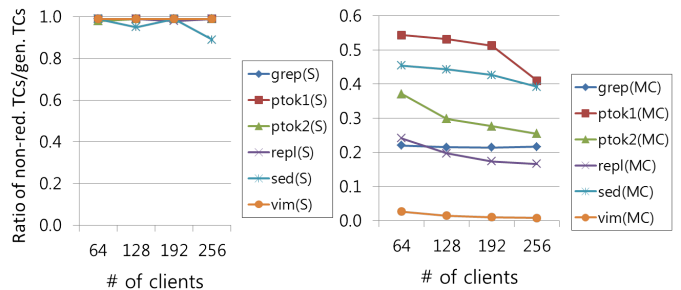 Ratio of non-red. TCs/gen. TCs
1.0
0.8
0.6
0.4
0.2
0.0
64 128 192 256
# of clients
grep(S)
ptok1(S)
ptok2(S)
repl(S)
sed(S)
vim(S)
0.6
0.5
0.4
0.3
0.2
0.1
0.0
64 128 192 256
# of clients
grep(MC)
ptok1(MC)
ptok2(MC)
repl(MC)
sed(MC)
vim(MC)